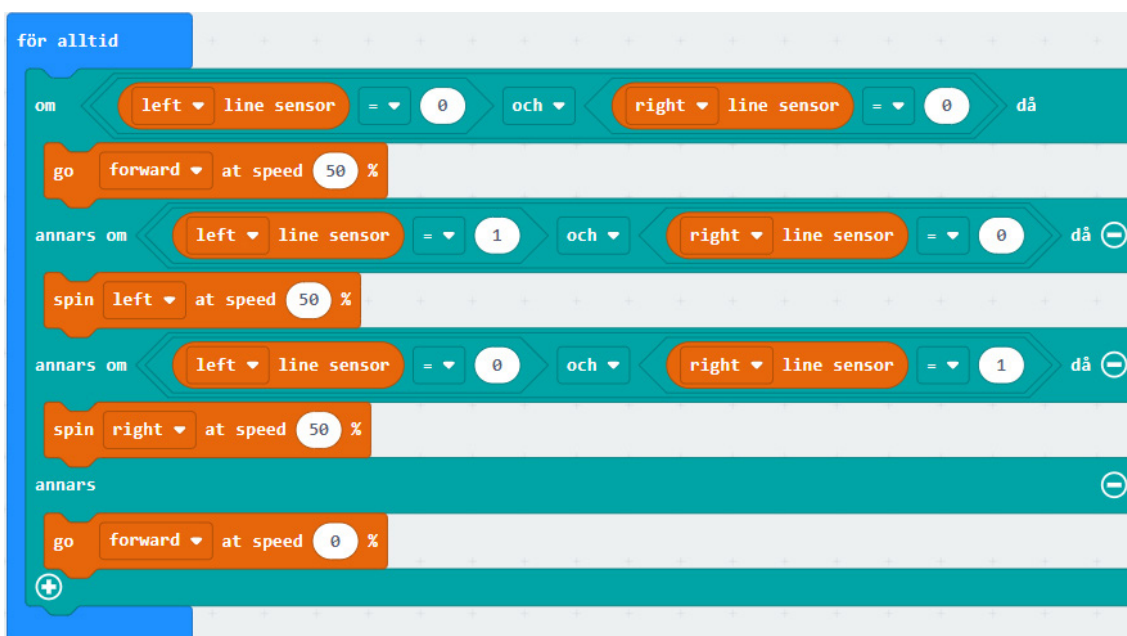 för alltid
om left line sensor = 0 och right line sensor = 0 då
go forward at speed 50 %
annars om left line sensor = 1 och right line sensor = 0 då
spin left at speed 50 %
annars om left line sensor = 0 och right line sensor = 1 då
spin right at speed 50 %
annars
go forward at speed 0 %